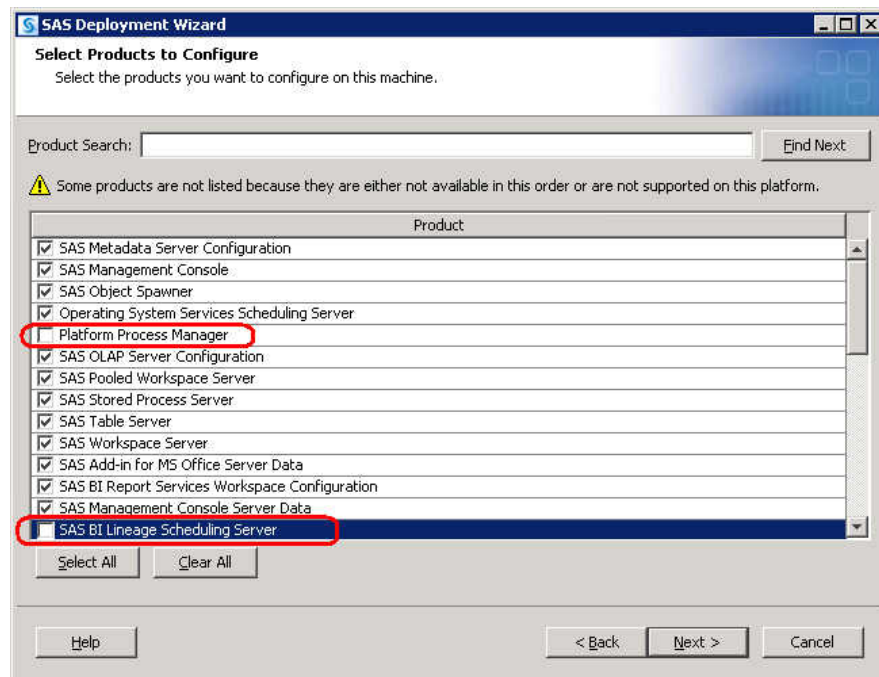 SAS Deployment Wizard
Select Products to Configure
Select the products you want to configure on this machine.
Product Search:
Find Next
Some products are not listed because they are either not available in this order or are not supported on this platform.
Product
SAS Metadata Server Configuration
SAS Management Console
SAS Object Spawner
Operating System Services Scheduling Server
Platform Process Manager
SAS OLAP Server Configuration
SAS Pooled Workspace Server
SAS Stored Process Server
SAS Table Server
SAS Workspace Server
SAS Add-in for MS Office Server Data
SAS BI Report Services Workspace Configuration
SAS Management Console Server Data
SAS BI Lineage Scheduling Server
Select All Clear All
Help < Back Next > Cancel